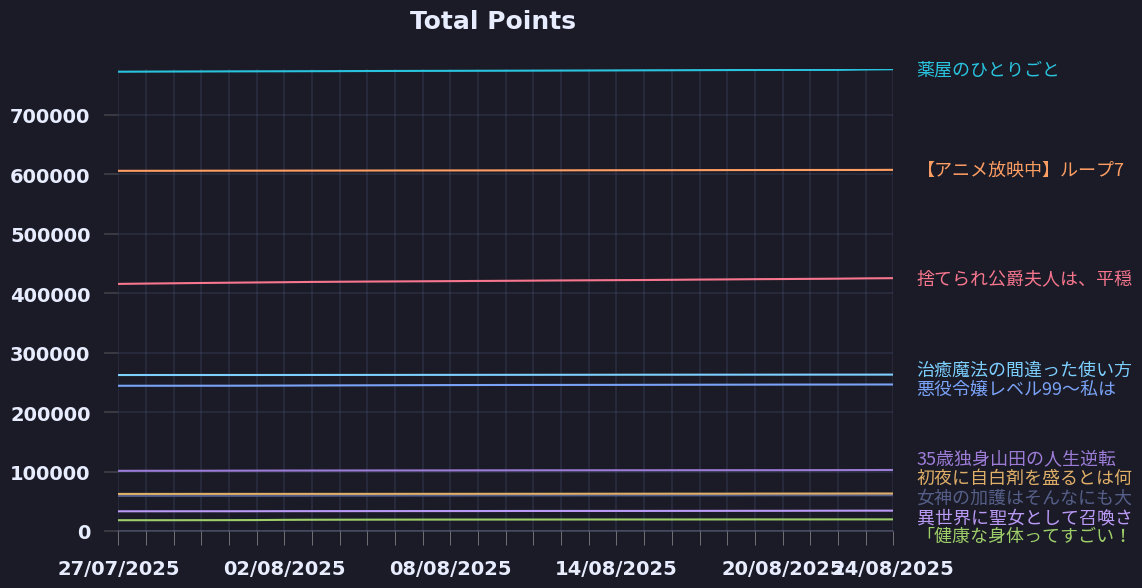 Total Points
700000
600000
500000
400000
300000
200000
100000
0
薬屋のひとりごと
【アニメ放映中】ループ7
捨てられ公爵夫人は、平穏
治癒魔法の間違った使い方
悪役令嬢レベル99〜私は
35歳独身山田の人生逆転
初夜に自白剤を盛るとは何
女神の加護はそんなにも大
異世界に聖女として召喚さ
「健康な身体ってすごい！
27/07/2025
02/08/2025
08/08/2025
14/08/2025
20/08/2025
24/08/2025